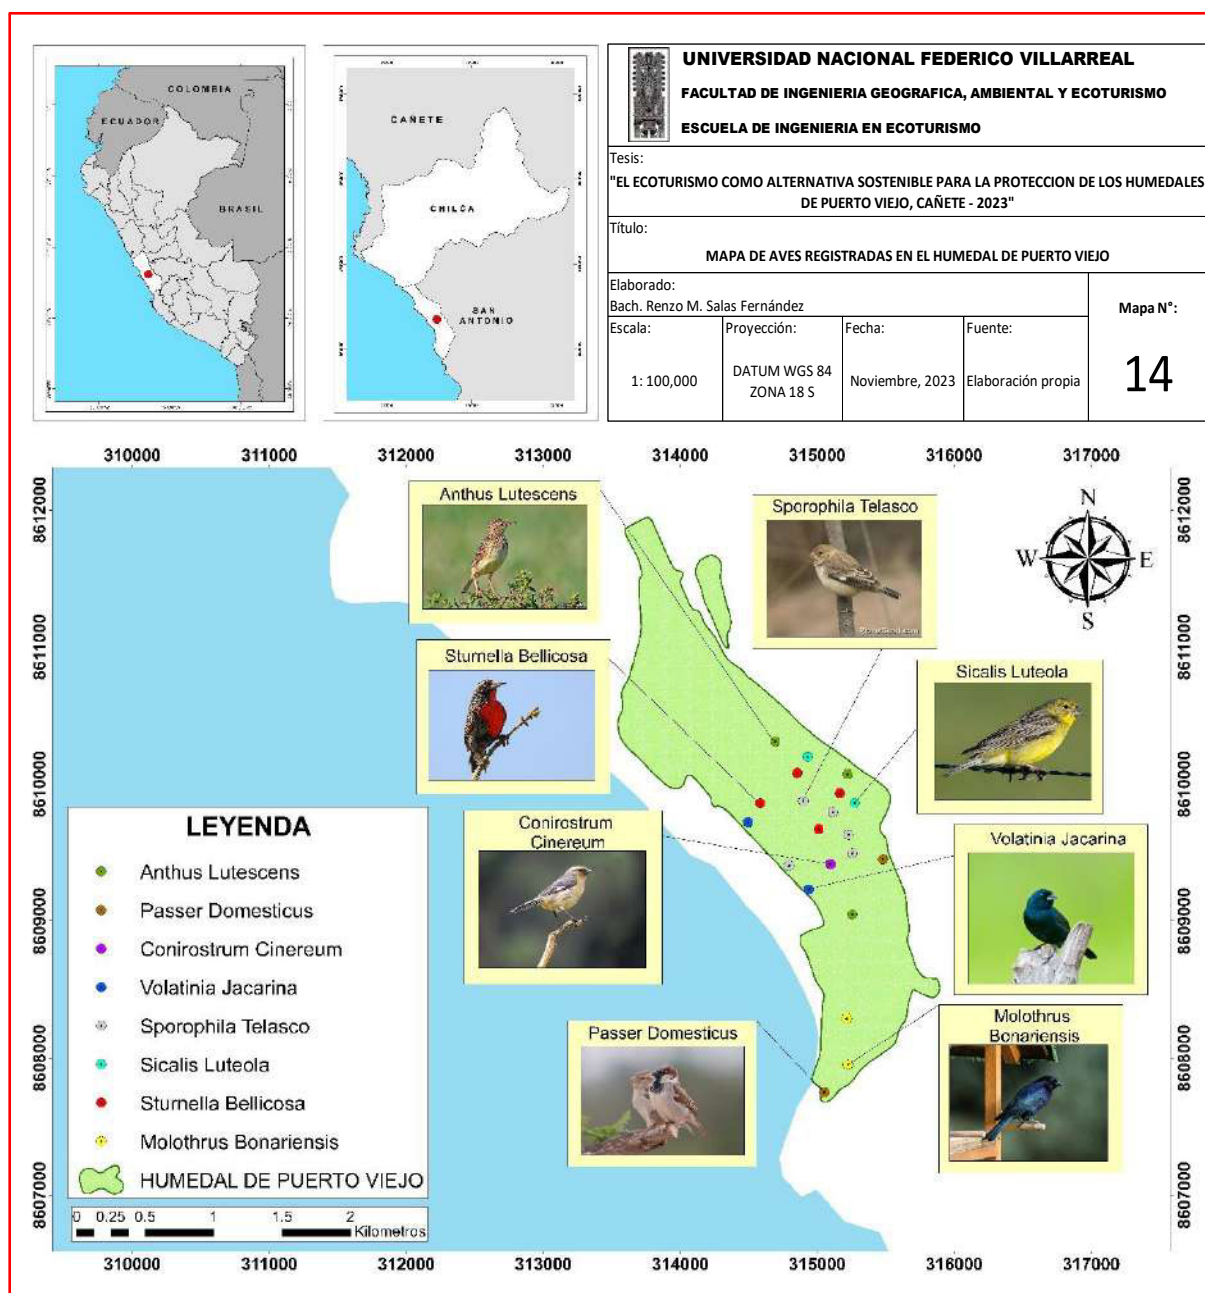 COLOMBIA
ECUADOR
BRASIL
CAÑETE
CHILCA
SAN
ANTONIO
UNIVERSIDAD NACIONAL FEDERICO VILLARREAL
FACULTAD DE INGENIERIA GEOGRAFICA, AMBIENTAL Y ECOTURISMO
ESCUELA DE INGENIERIA EN ECOTURISMO
Tesis:
"EL ECOTURISMO COMO ALTERNATIVA SOSTENIBLE PARA LA PROTECCION DE LOS HUMEDALES
DE PUERTO VIEJO, CAÑETE - 2023"
Título:
MAPA DE AVES REGISTRADAS EN EL HUMEDAL DE PUERTO VIEJO
Elaborado:
Bach. Renzo M. Salas Fernández
Mapa N°:
14
Escala:
1: 100,000
Proyección:
DATUM WGS 84
ZONA 18 S
Fecha:
Noviembre, 2023
Fuente:
Elaboración propia
310000 311000 312000 313000 314000 315000 316000 317000
8612000
8611000
8610000
8609000
8608000
8607000
Anthus Lutescens
Sporophila Telasco
N
W E
S
Sturnella Bellicosa
Sicalis Luteola
Conirostrum
Cinereum
Volatinia Jacarina
Passer Domesticus
Molothrus
Bonariensis
LEYENDA
Anthus Lutescens
Passer Domesticus
Conirostrum Cinereum
Volatinia Jacarina
Sporophila Telasco
Sicalis Luteola
Sturnella Bellicosa
Molothrus Bonariensis
HUMEDAL DE PUERTO VIEJO
0 0.25 0.5 1 1.5 2
Kilometros
8612000
8611000
8610000
8609000
8608000
8607000
310000 311000 312000 313000 314000 315000 316000 317000